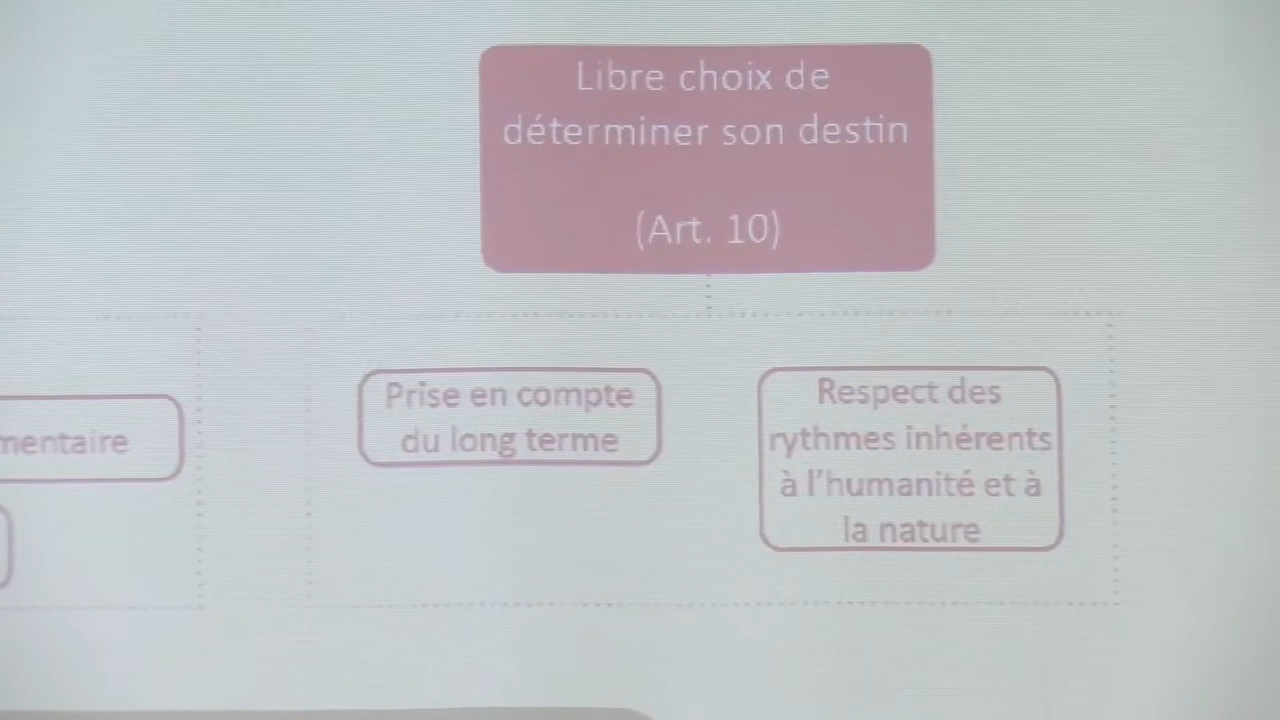 Libre choix de
déterminer son destin
(Art. 10)
Prise en compte
du long terme
Respect des
rythmes inhérents
à l'humanité et à
la nature
mentaire